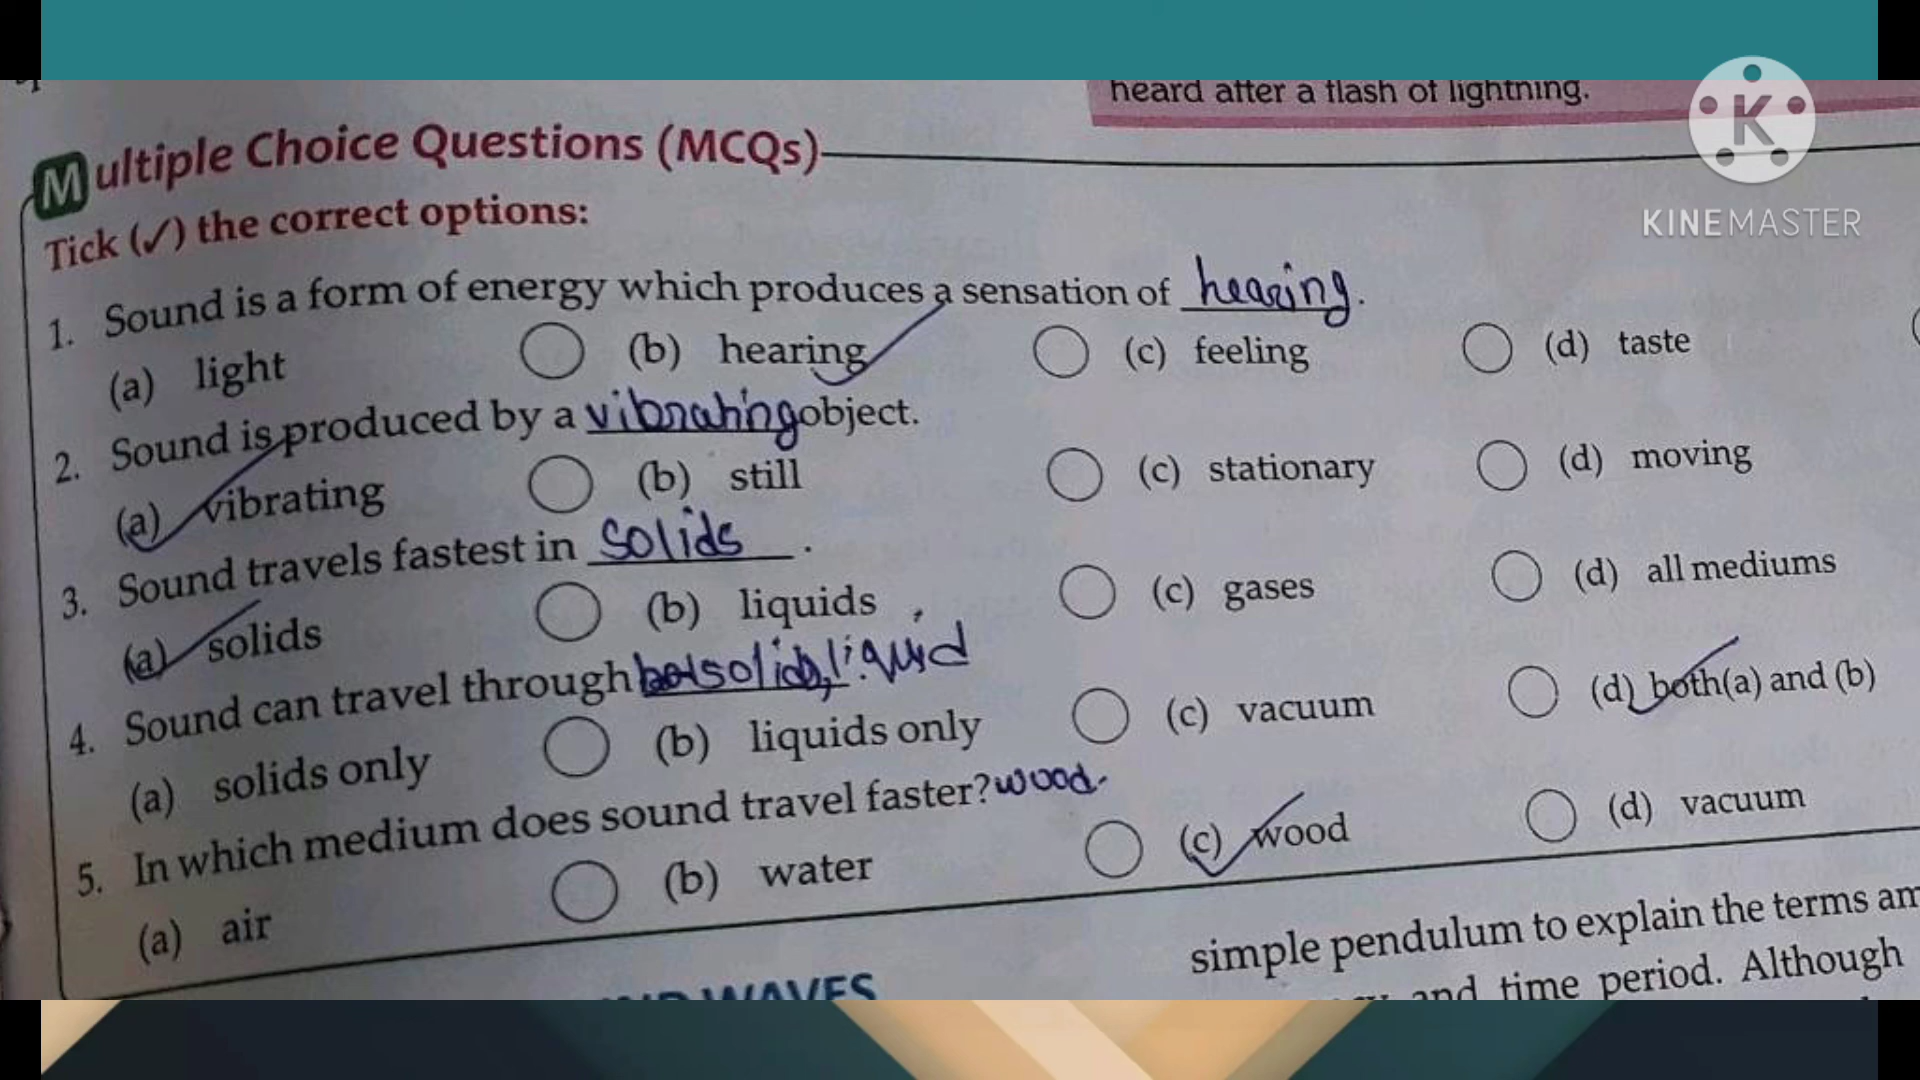 heard after a flash of lightning.
K
KINEMASTER
Multiple Choice Questions (MCQs)
Tick (✓) the correct options:
1. Sound is a form of energy which produces a sensation of hearing.
(a) light (b) hearing (c) feeling (d) taste
2. Sound is produced by a vibrating object.
(a) vibrating (b) still (c) stationary (d) moving
3. Sound travels fastest in solids.
(a) solids (b) liquids (c) gases (d) all mediums
4. Sound can travel through solids, liquid
(a) solids only (b) liquids only (c) vacuum (d) both(a) and (b)
5. In which medium does sound travel faster? wood.
(a) air (b) water (c) wood (d) vacuum
simple pendulum to explain the terms
WAVES
and time period. Although